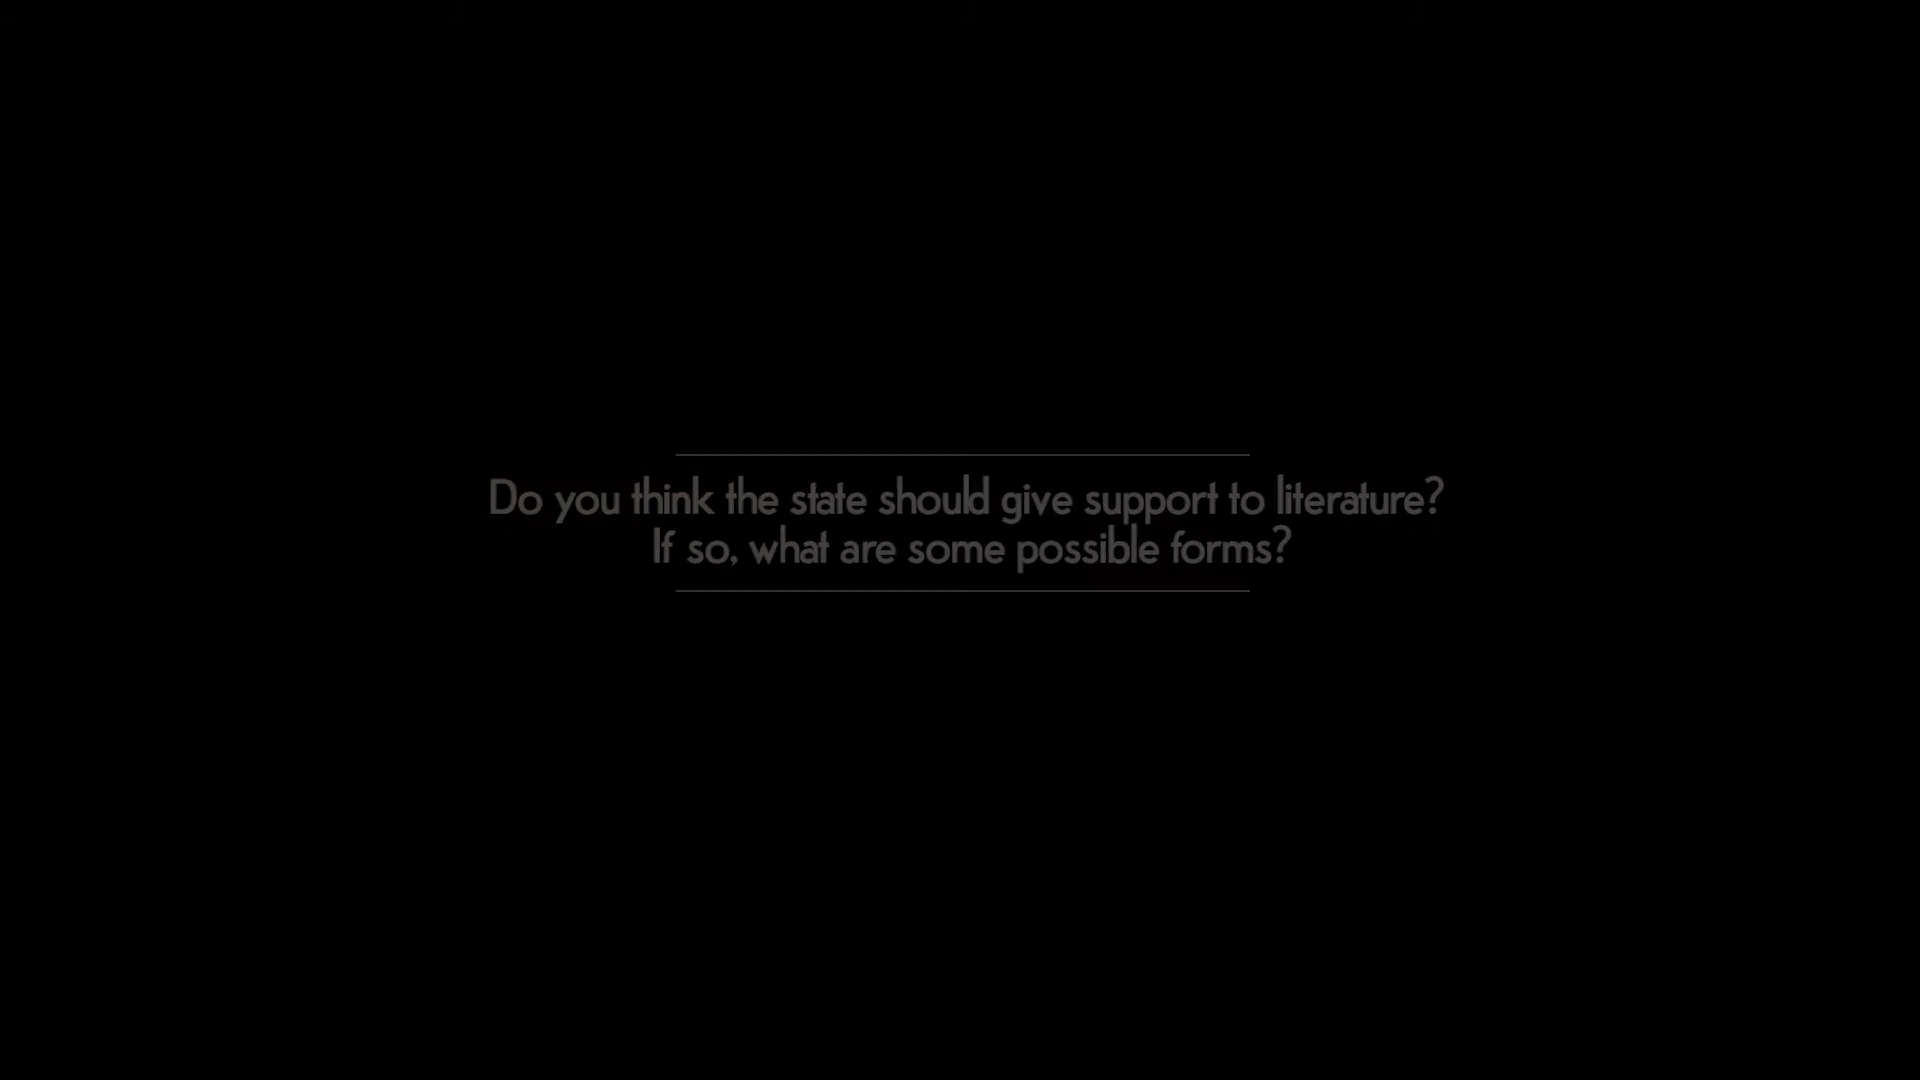 Do you think the state should give support to literature?
If so, what are some possible forms?